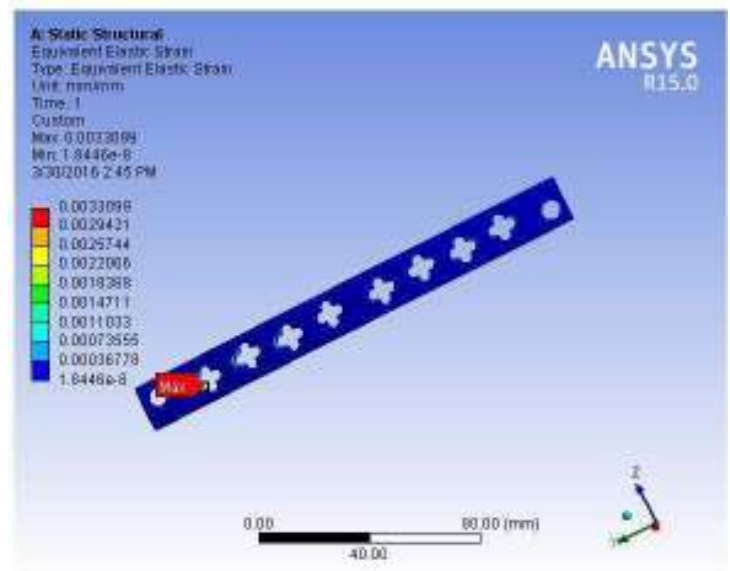 A: Static Structural
Equivalent Elastic Strain
Type: Equivalent Elastic Strain
Unit: mm/mm
Time: 1
Custom
Max: 0.0033099
Min: 1.8446e-8
3/30/2016 2:45 PM
ANSYS
R15.0
0.0033099
0.0029421
0.0025744
0.0022066
0.0018388
0.0014711
0.0011033
0.00073555
0.00036778
1.8446e-8
Max
0.00
80.00 (mm)
40.00
Z
Y